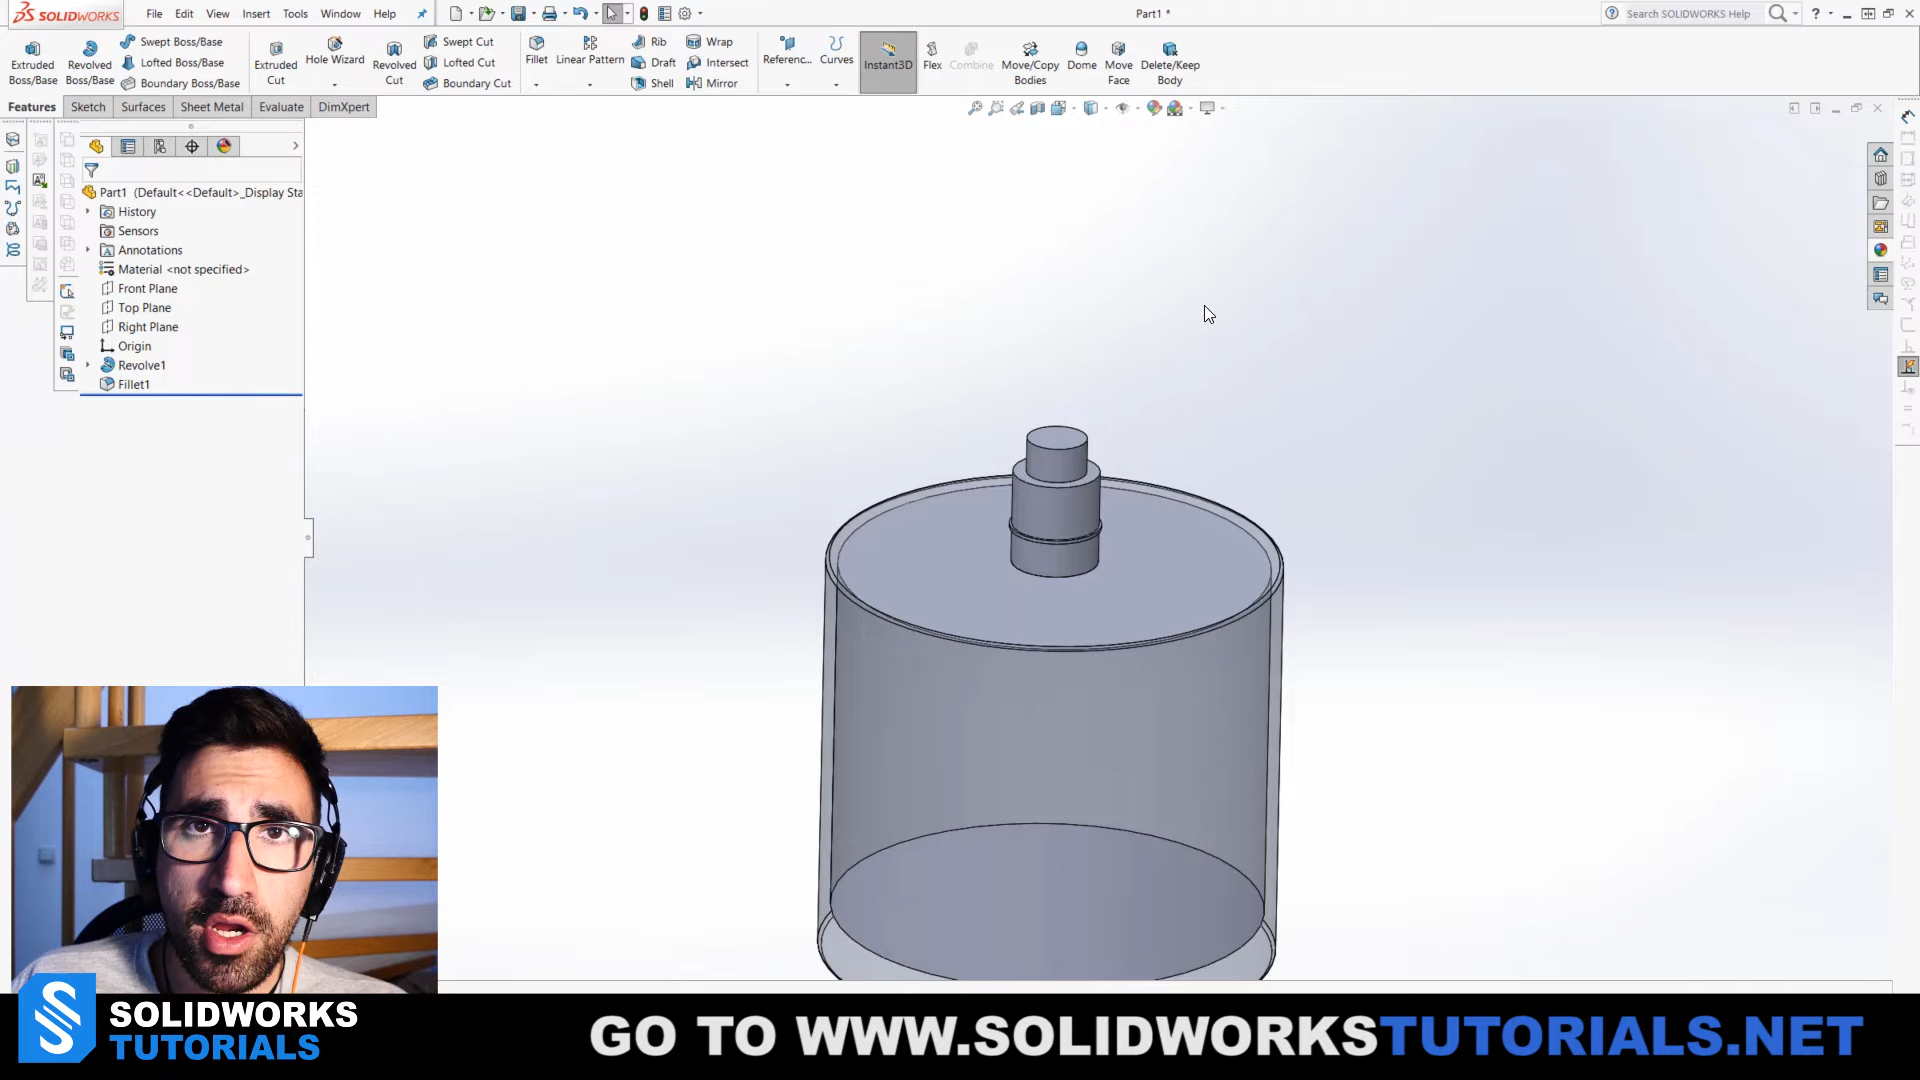 SOLIDWORKS
File Edit View Insert Tools Window Help
Part1 *
Search SOLIDWORKS Help
?
Extruded Boss/Base
Revolved Boss/Base
Swept Boss/Base
Lofted Boss/Base
Boundary Boss/Base
Extruded Cut
Hole Wizard
Revolved Cut
Swept Cut
Lofted Cut
Boundary Cut
Fillet
Linear Pattern
Rib
Draft
Shell
Wrap
Intersect
Mirror
Referenc...
Curves
Instant3D
Flex
Combine
Move/Copy Bodies
Dome
Move Face
Delete/Keep Body
Features Sketch Surfaces Sheet Metal Evaluate DimXpert
Part1 (Default<<Default>_Display Sta
History
Sensors
Annotations
Material <not specified>
Front Plane
Top Plane
Right Plane
Origin
Revolve1
Fillet1
SOLIDWORKS
TUTORIALS
GO TO WWW.SOLIDWORKSTUTORIALS.NET